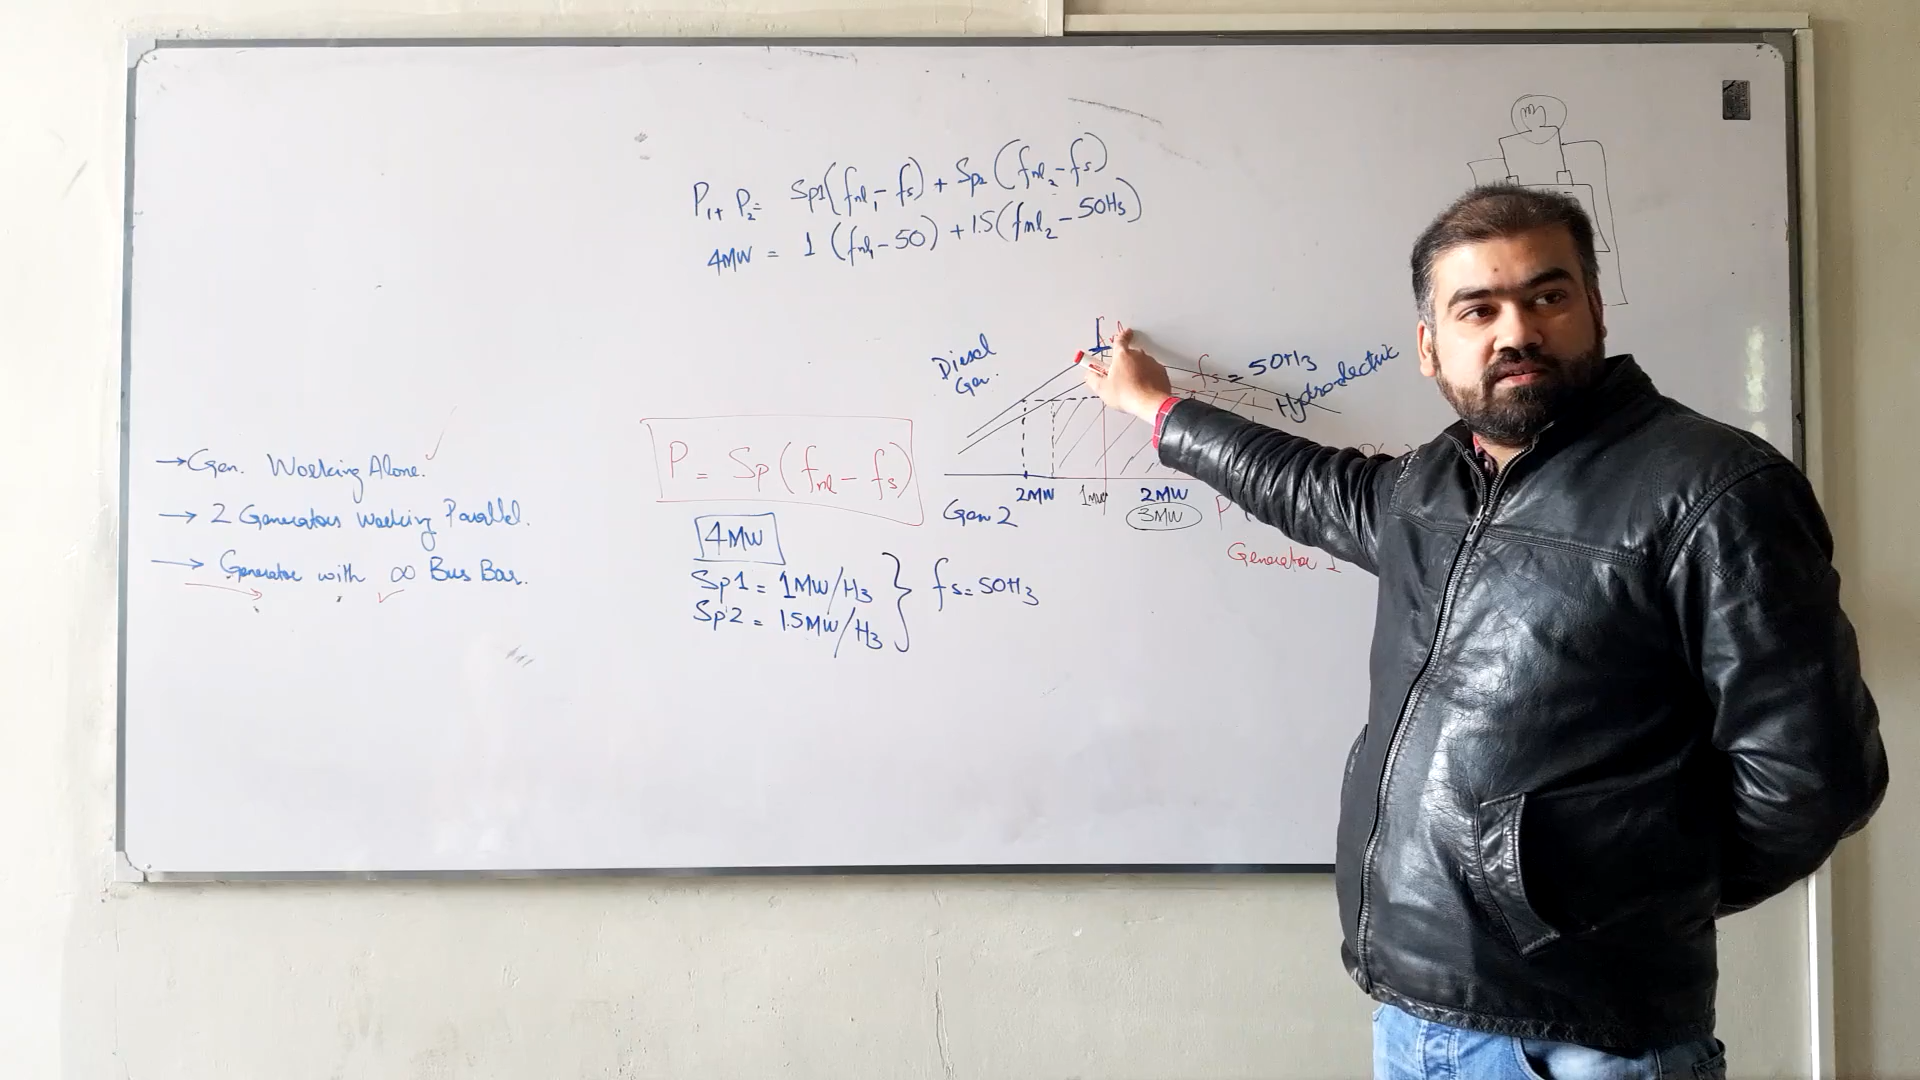 P₁+ P₂= Sp1(fnl₁-fs) + Sp₂(fnl₂-fs)
4MW = 1 (fnl₁-50) + 1.5(fnl₂-50Hz)
Diesel
Gen.
fnl
fs = 50Hz
Hydroelectric
→Gen. Working Alone.
→ 2 Generators Working Parallel.
→ Generator with ∞ Bus Bar.
P = Sp(fnl - fs)
Gen 2
2MW
1MW
2MW
3MW
P
Generator 1
4MW
Sp1 = 1MW/Hz
Sp2 = 1.5MW/Hz
fs=50Hz
m